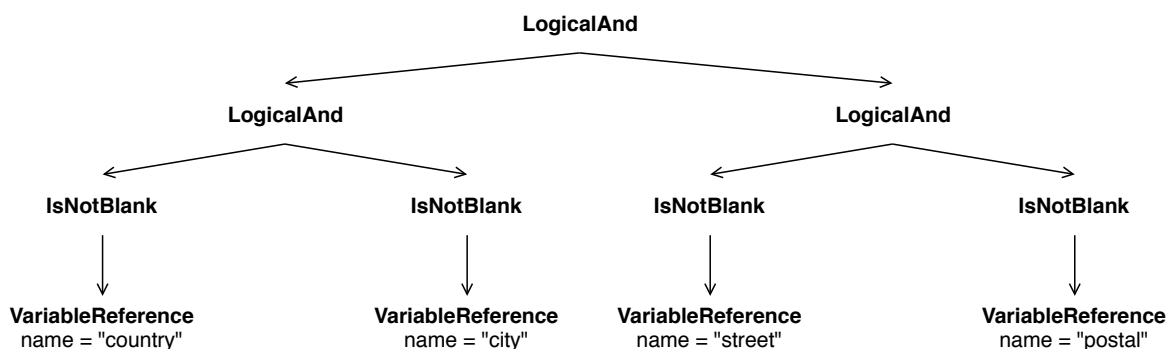 LogicalAnd
LogicalAnd
LogicalAnd
IsNotBlank
IsNotBlank
IsNotBlank
IsNotBlank
VariableReference
name = "country"
VariableReference
name = "city"
VariableReference
name = "street"
VariableReference
name = "postal"